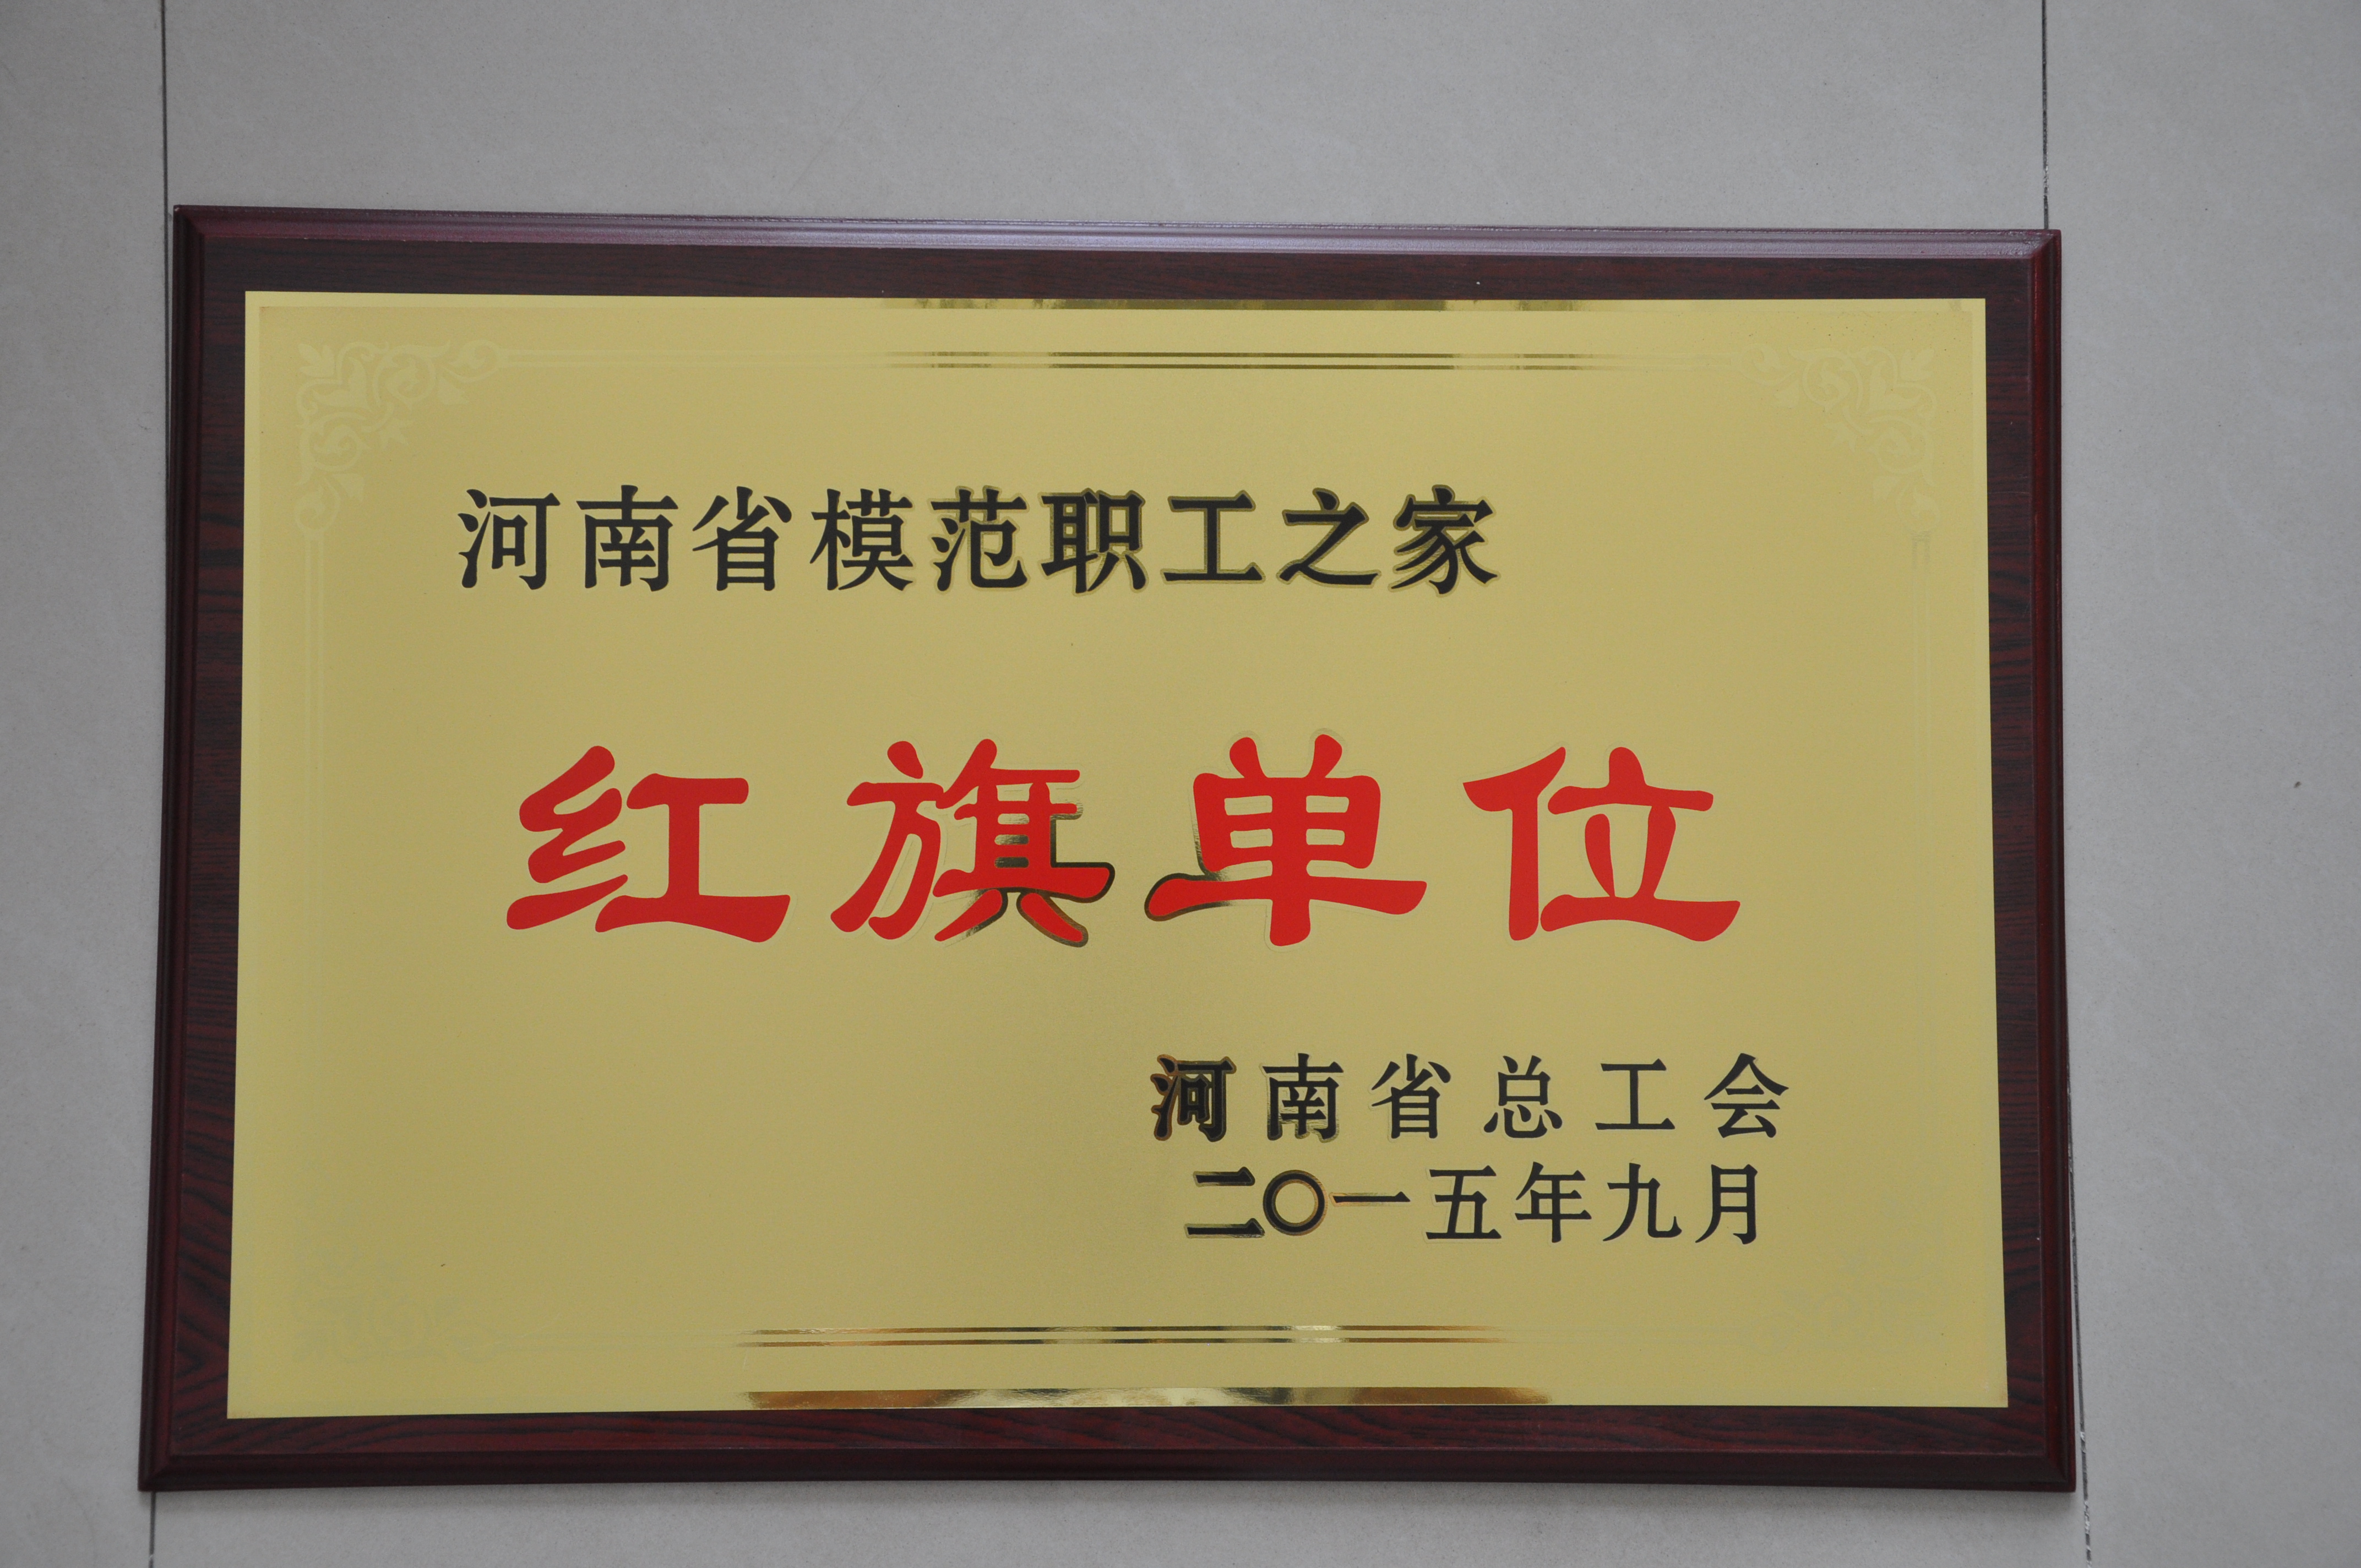 河南省模范职工之家
红旗单位
河南省总工会
二〇一五年九月